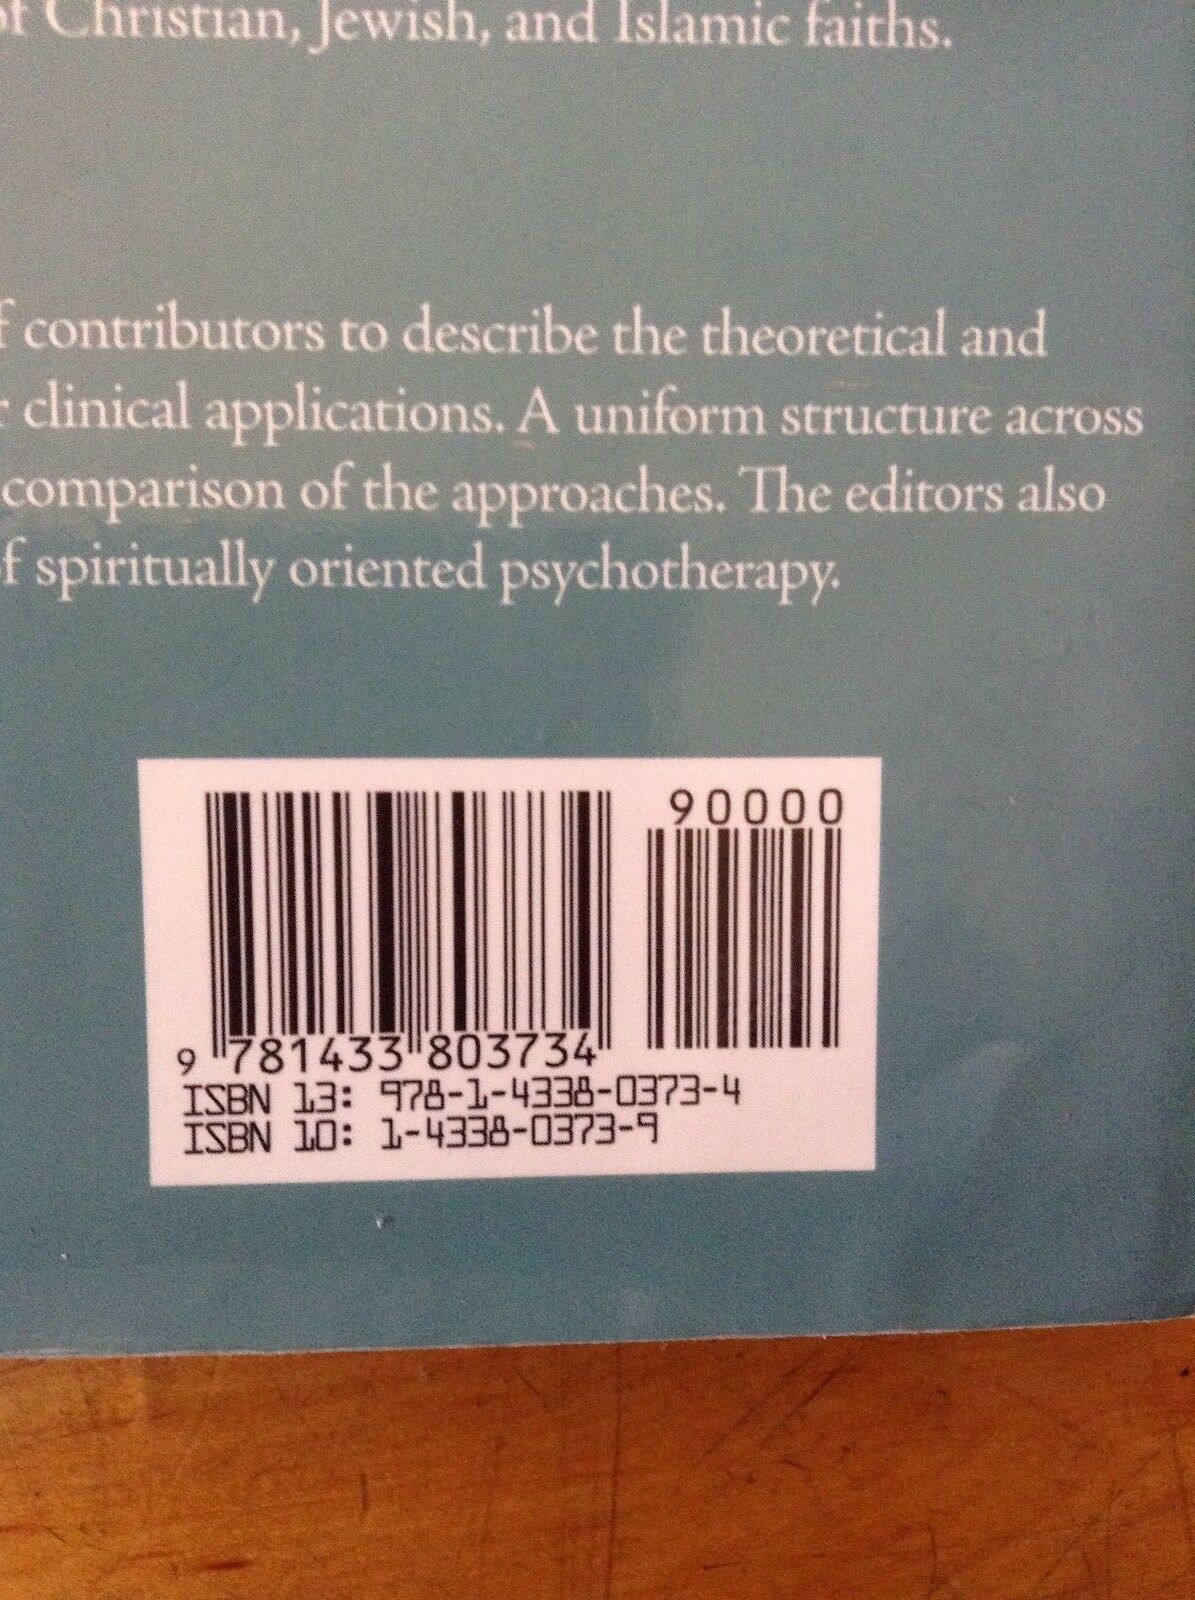 of Christian, Jewish, and Islamic faiths.
f contributors to describe the theoretical and
r clinical applications. A uniform structure across
comparison of the approaches. The editors also
of spiritually oriented psychotherapy.
90000
9 781433 803734
ISBN 13: 978-1-4338-0373-4
ISBN 10: 1-4338-0373-9